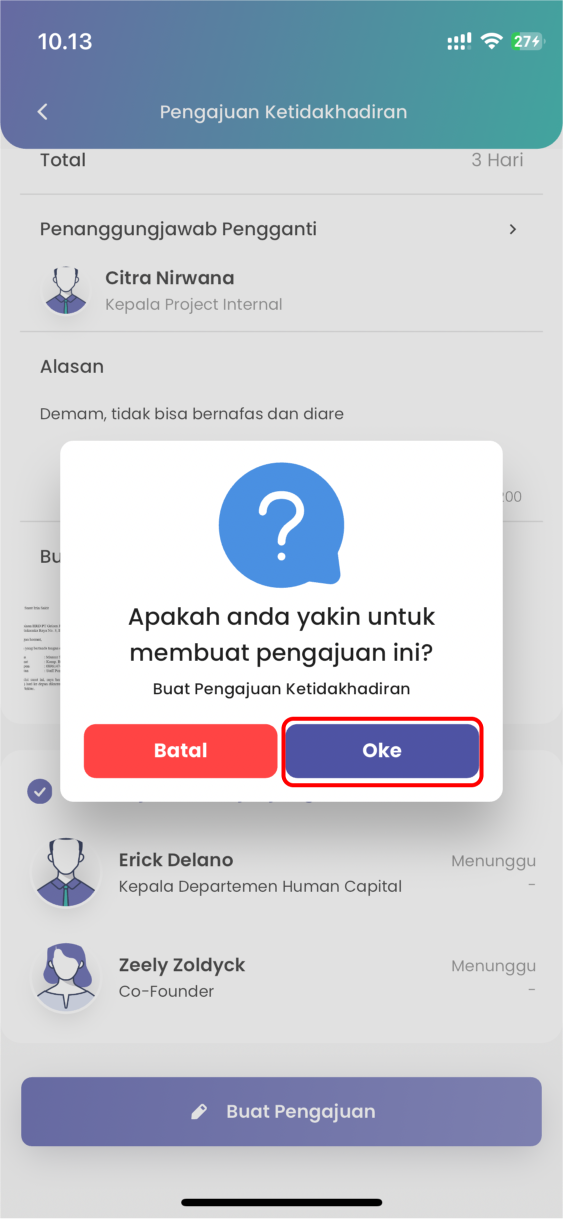 10.13
27
Pengajuan Ketidakhadiran
Total
3 Hari
Penanggungjawab Pengganti
Citra Nirwana
Kepala Project Internal
Alasan
Demam, tidak bisa bernafas dan diare
Bu
Apakah anda yakin untuk
membuat pengajuan ini?
Buat Pengajuan Ketidakhadiran
Batal
Oke
Erick Delano
Menunggu
Kepala Departemen Human Capital
-
Zeely Zoldyck
Menunggu
Co-Founder
-
Buat Pengajuan